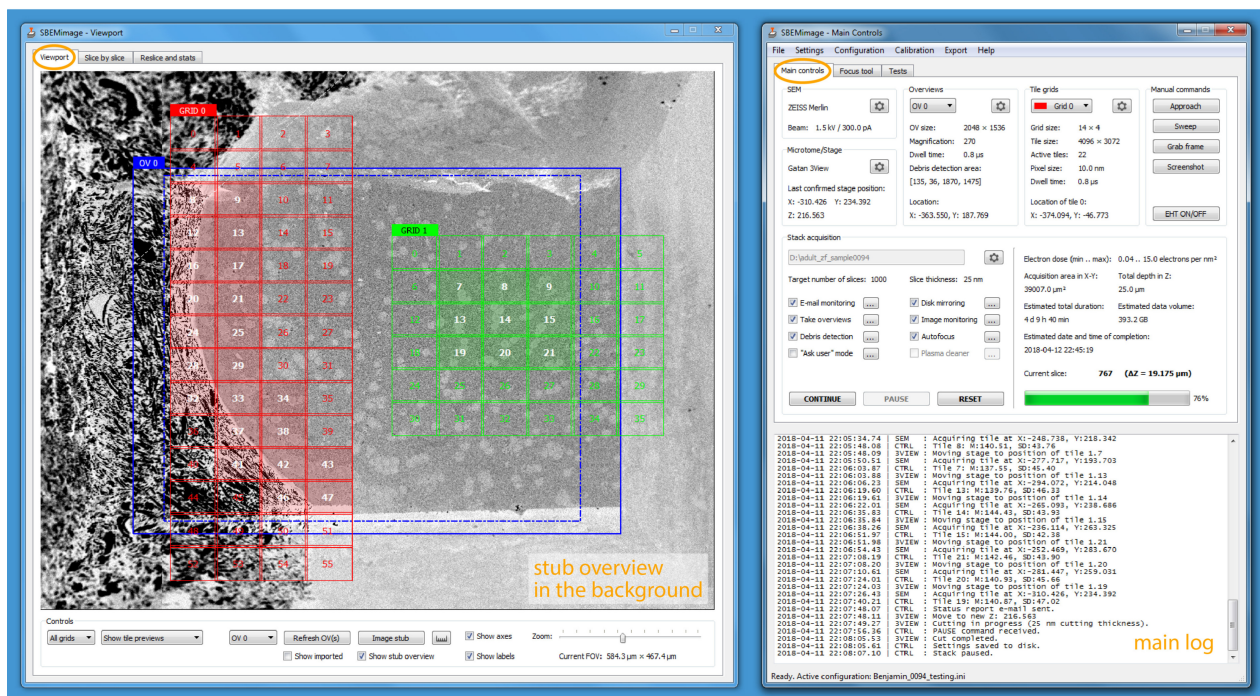 SBEMimage - Viewport
Viewport Slice by slice Reslice and stats
GRID 0
2 3
OV 0
9 10 11
13 14 15
GRID 1
17 18 19
7 8 9
21 22 23
13 14 15
25 26 27
19 20 21
29 30 31
33 34 35
38 39
42 43
47
51
54 55
stub overview
in the background
Controls
All grids Show tile previews OV 0 Refresh OV(s) Image stub Show axes Zoom:
Show imported Show stub overview Show labels Current FOV: 584.3 µm × 467.4 µm
SBEMimage - Main Controls
File Settings Configuration Calibration Export Help
Main controls Focus tool Tests
SEM
ZEISS Merlin
Beam: 1.5 kV / 300.0 pA
Microtome/Stage
Gatan 3View
Last confirmed stage position:
X: -310.426 Y: 234.392
Z: 216.563
Overviews
OV 0
OV size: 2048 × 1536
Magnification: 270
Dwell time: 0.8 µs
Debris detection area:
[135, 36, 1870, 1475]
Location:
X: -363.550, Y: 187.769
Tile grids
Grid 0
Grid size: 14 × 4
Tile size: 4096 × 3072
Active tiles: 22
Pixel size: 10.0 nm
Dwell time: 0.8 µs
Location of tile 0:
X: -374.094, Y: -46.773
Manual commands
Approach
Sweep
Grab frame
Screenshot
EHT ON/OFF
Stack acquisition
D:\adult_zf_sample0094
Target number of slices: 1000 Slice thickness: 25 nm
E-mail monitoring ... Disk mirroring ...
Take overviews ... Image monitoring ...
Debris detection ... Autofocus ...
"Ask user" mode ... Plasma cleaner ...
CONTINUE PAUSE RESET
Electron dose (min .. max): 0.04 .. 15.0 electrons per nm²
Acquisition area in X-Y: Total depth in Z:
39007.0 µm² 25.0 µm
Estimated total duration: Estimated data volume:
4 d 9 h 40 min 393.2 GB
Estimated date and time of completion:
2018-04-12 22:45:19
Current slice: 767 (ΔZ = 19.175 µm)
76%
2018-04-11 22:05:34.74 | SEM : Acquiring tile at X:-248.738, Y:218.342
2018-04-11 22:05:48.08 | CTRL : Tile 8: M:140.51, SD:43.76
2018-04-11 22:05:48.09 | 3VIEW : Moving stage to position of tile 1.7
2018-04-11 22:05:50.51 | SEM : Acquiring tile at X:-277.717, Y:193.703
2018-04-11 22:06:03.87 | CTRL : Tile 7: M:137.55, SD:45.40
2018-04-11 22:06:03.88 | 3VIEW : Moving stage to position of tile 1.13
2018-04-11 22:06:06.23 | SEM : Acquiring tile at X:-294.072, Y:214.048
2018-04-11 22:06:19.60 | CTRL : Tile 13: M:139.76, SD:46.33
2018-04-11 22:06:19.61 | 3VIEW : Moving stage to position of tile 1.14
2018-04-11 22:06:22.01 | SEM : Acquiring tile at X:-265.093, Y:238.686
2018-04-11 22:06:35.83 | CTRL : Tile 14: M:144.43, SD:43.93
2018-04-11 22:06:35.84 | 3VIEW : Moving stage to position of tile 1.15
2018-04-11 22:06:38.26 | SEM : Acquiring tile at X:-236.114, Y:263.325
2018-04-11 22:06:51.97 | CTRL : Tile 15: M:144.00, SD:42.38
2018-04-11 22:06:51.98 | 3VIEW : Moving stage to position of tile 1.21
2018-04-11 22:06:54.43 | SEM : Acquiring tile at X:-252.469, Y:283.670
2018-04-11 22:07:08.19 | CTRL : Tile 21: M:142.46, SD:43.90
2018-04-11 22:07:08.20 | 3VIEW : Moving stage to position of tile 1.20
2018-04-11 22:07:10.61 | SEM : Acquiring tile at X:-281.447, Y:259.031
2018-04-11 22:07:24.01 | CTRL : Tile 20: M:140.93, SD:45.66
2018-04-11 22:07:24.03 | 3VIEW : Moving stage to position of tile 1.19
2018-04-11 22:07:26.43 | SEM : Acquiring tile at X:-310.426, Y:234.392
2018-04-11 22:07:40.21 | CTRL : Tile 19: M:140.87, SD:47.02
2018-04-11 22:07:48.07 | CTRL : Status report e-mail sent.
2018-04-11 22:07:48.11 | 3VIEW : Move to new Z: 216.563
2018-04-11 22:07:49.27 | 3VIEW : Cutting in progress (25 nm cutting thickness).
2018-04-11 22:07:56.36 | CTRL : PAUSE command received.
2018-04-11 22:08:05.53 | 3VIEW : Cut completed.
2018-04-11 22:08:05.61 | CTRL : Settings saved to disk.
2018-04-11 22:08:07.10 | CTRL : Stack paused.
main log
Ready. Active configuration: Benjamin_0094_testing.ini